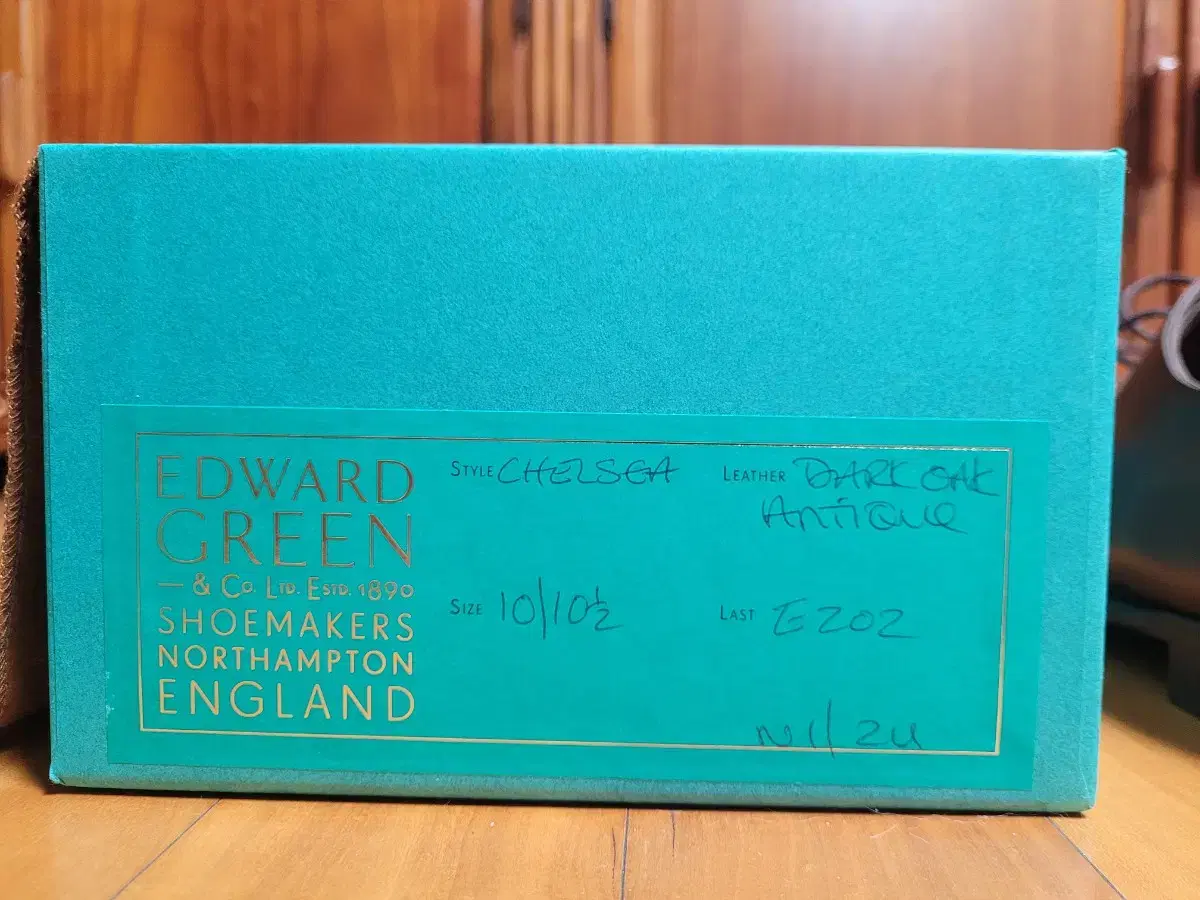 EDWARD
GREEN
— & Co. LTD. ESTD. 1890
SHOEMAKERS
NORTHAMPTON
ENGLAND
STYLE CHELSEA
LEATHER DARK OAK
ANTIQUE
SIZE 10/10½
LAST E202